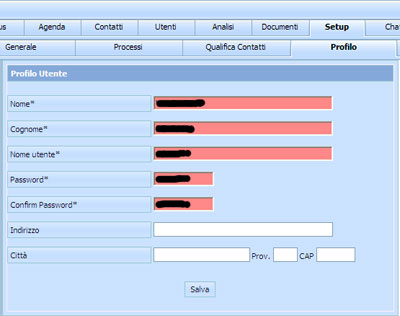 us Agenda Contatti Utenti Analisi Documenti Setup Cha
Generale Processi Qualifica Contatti Profilo
Profilo Utente
Nome*
Cognome*
Nome utente*
Password*
Confirm Password*
Indirizzo
Città Prov. CAP
Salva